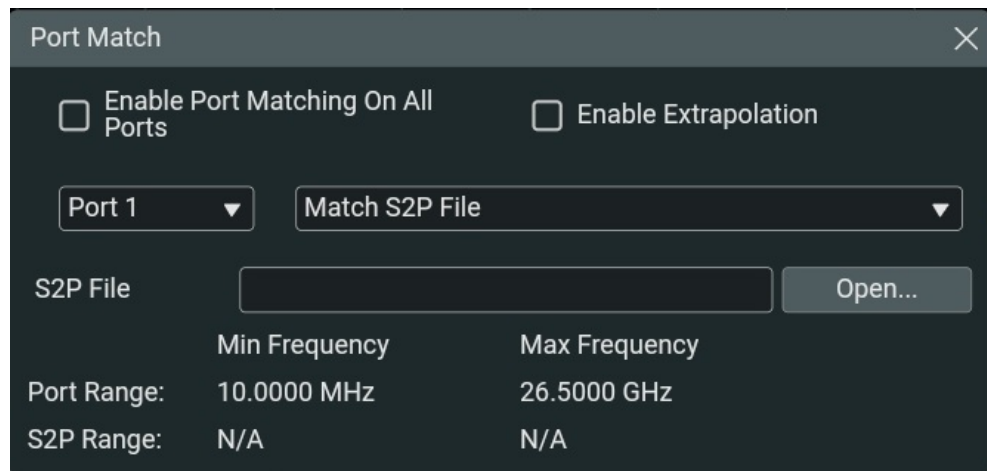 Port Match
Enable Port Matching On All
Ports
Enable Extrapolation
Port 1
Match S2P File
S2P File
Open...
Min Frequency Max Frequency
Port Range: 10.0000 MHz 26.5000 GHz
S2P Range: N/A N/A